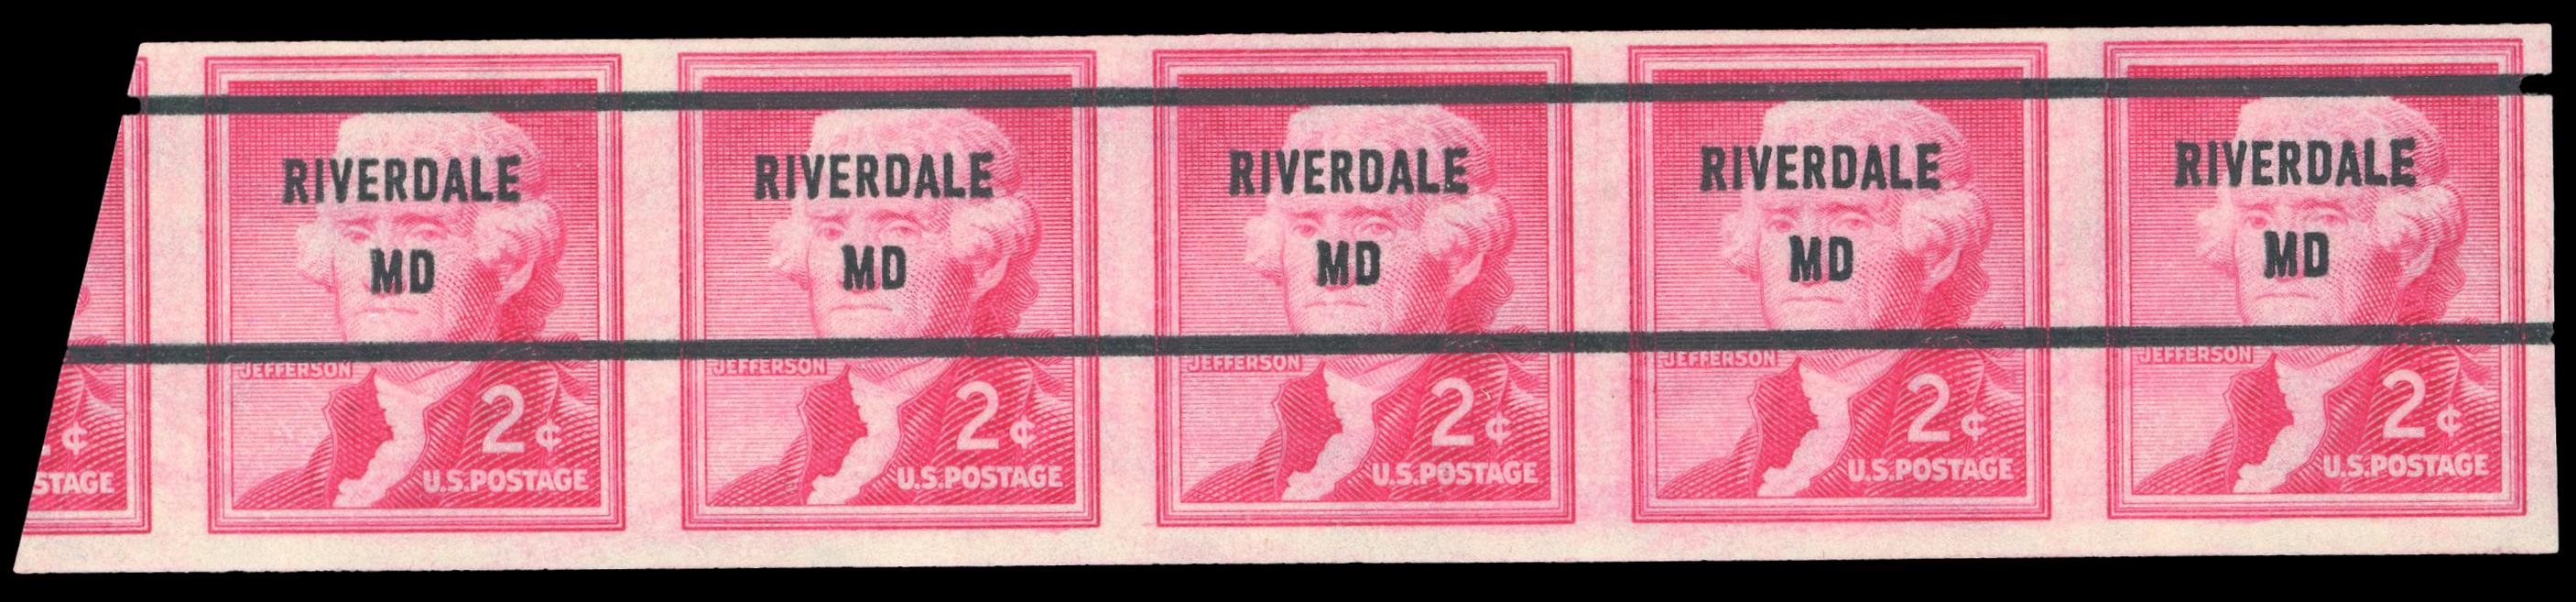 RIVERDALE
MD
JEFFERSON
2¢
U.S.POSTAGE
RIVERDALE
MD
JEFFERSON
2¢
U.S.POSTAGE
RIVERDALE
MD
JEFFERSON
2¢
U.S.POSTAGE
RIVERDALE
MD
JEFFERSON
2¢
U.S.POSTAGE
RIVERDALE
MD
JEFFERSON
2¢
U.S.POSTAGE
¢
STAGE